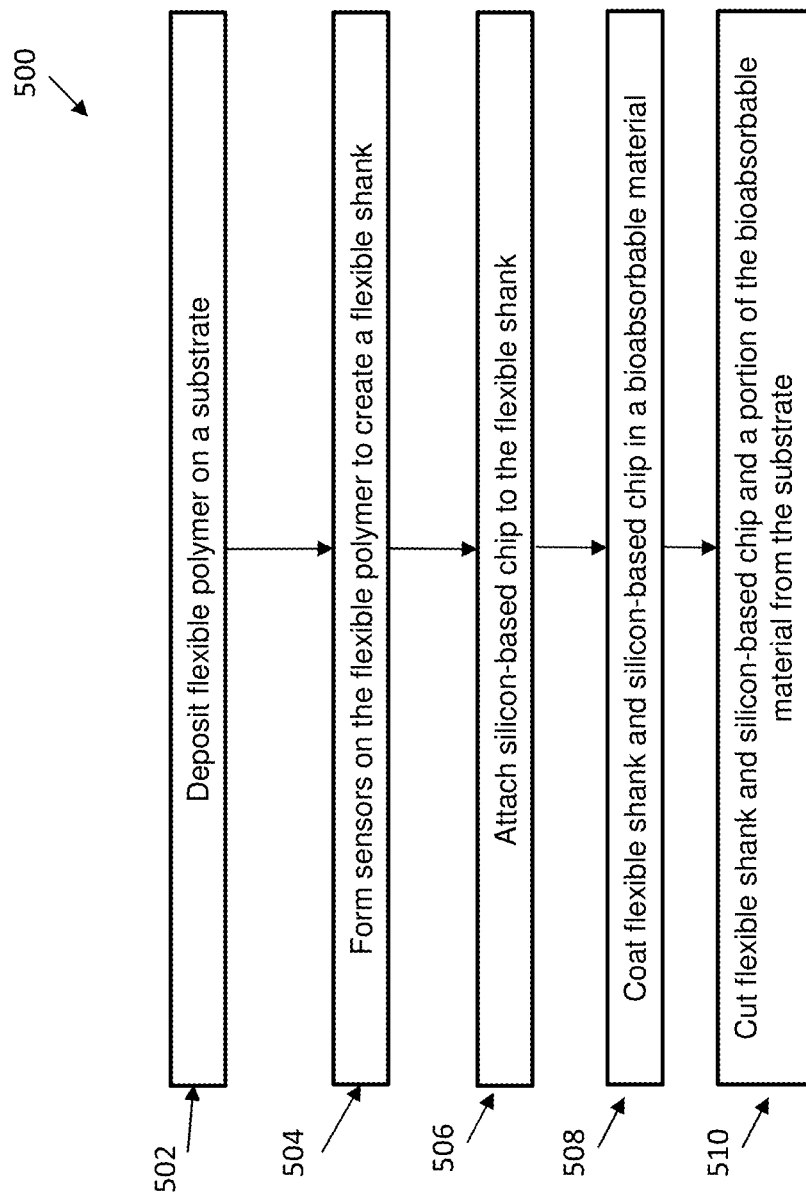 500
502
Deposit flexible polymer on a substrate
504
Form sensors on the flexible polymer to create a flexible shank
506
Attach silicon-based chip to the flexible shank
508
Coat flexible shank and silicon-based chip in a bioabsorbable material
510
Cut flexible shank and silicon-based chip and a portion of the bioabsorbable
material from the substrate